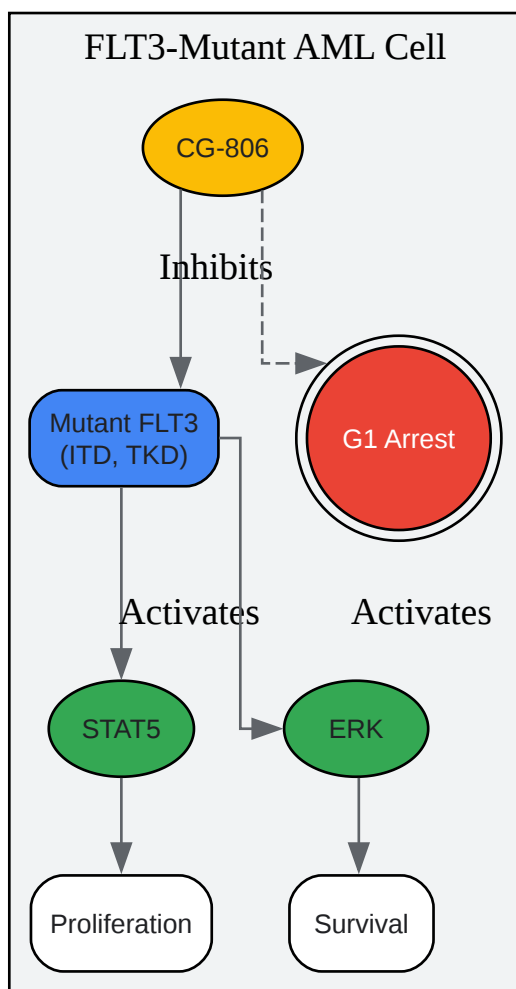 FLT3-Mutant AML Cell
CG-806
Inhibits
Mutant FLT3
(ITD, TKD)
G1 Arrest
Activates
Activates
STAT5
ERK
Proliferation
Survival